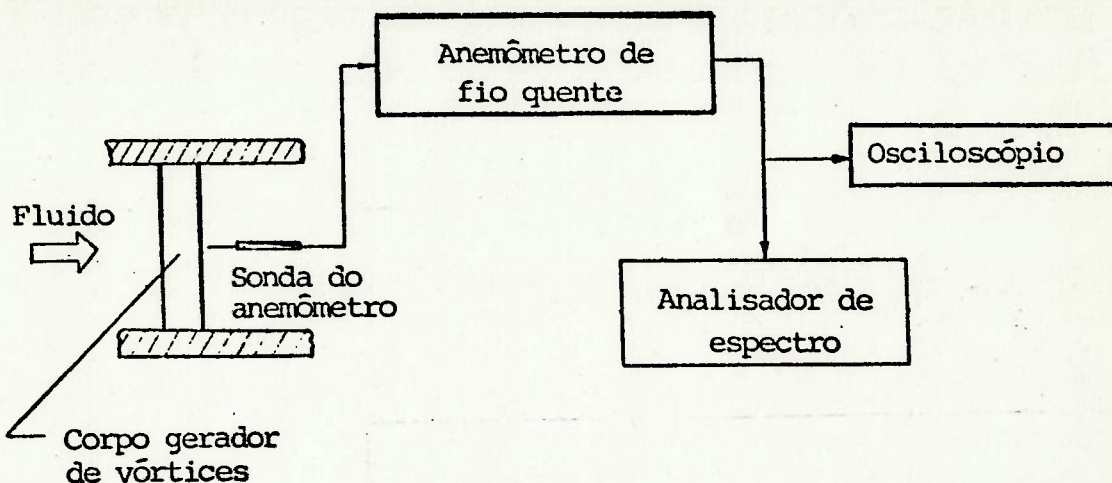 Anemômetro de
fio quente
Osciloscópio
Fluido
Sonda do
anemômetro
Analisador de
espectro
Corpo gerador
de vórtices